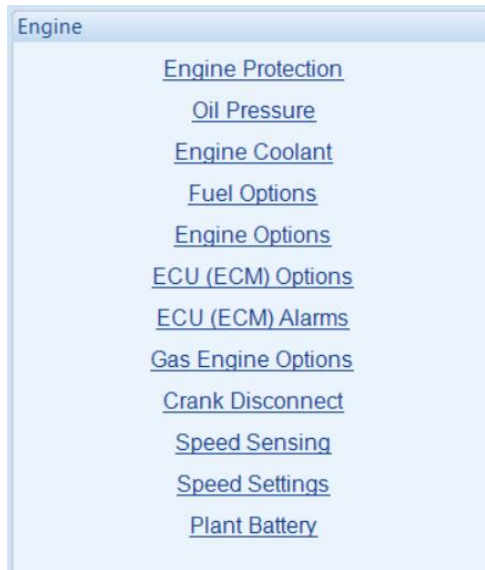 Engine
Engine Protection
Oil Pressure
Engine Coolant
Fuel Options
Engine Options
ECU (ECM) Options
ECU (ECM) Alarms
Gas Engine Options
Crank Disconnect
Speed Sensing
Speed Settings
Plant Battery